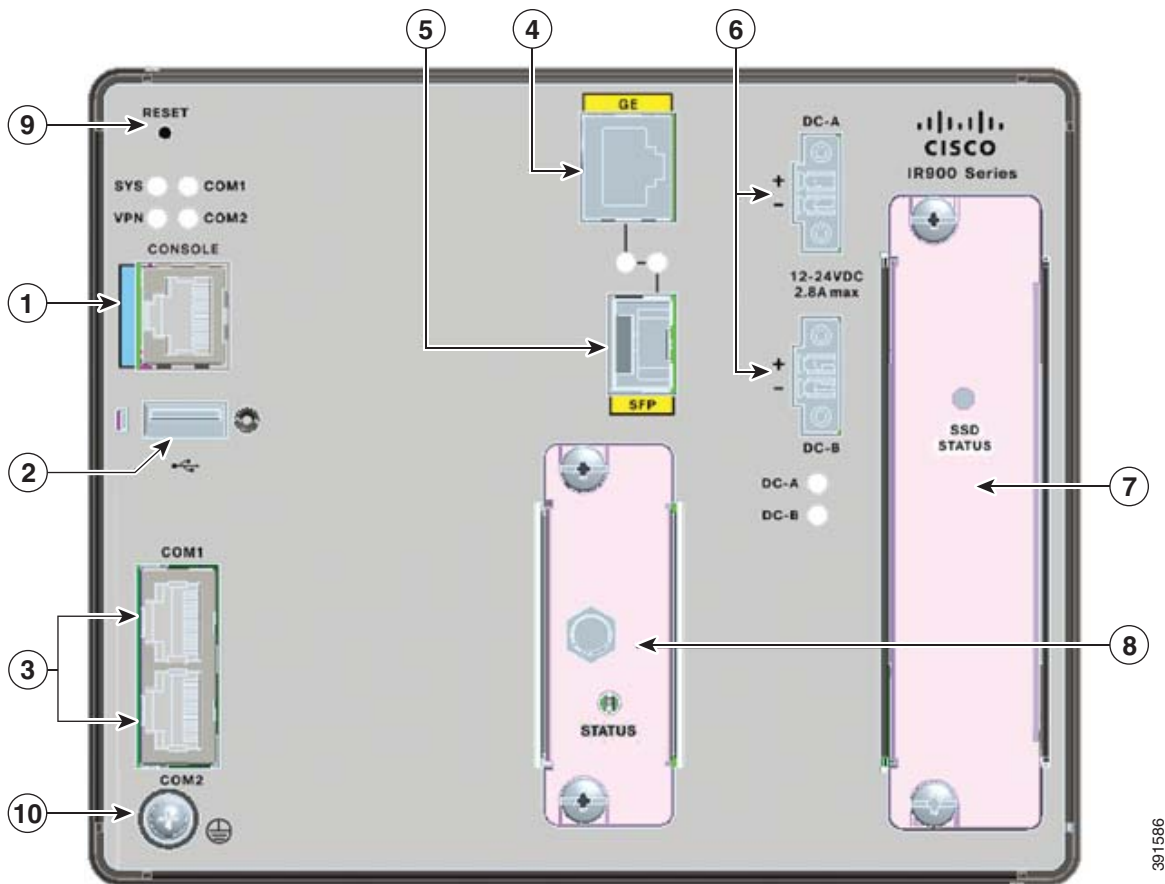 5
4
6
9
RESET
GE
DC-A
CISCO
IR900 Series
SYS
COM1
VPN
COM2
+
−
CONSOLE
1
12-24VDC
2.8A max
+
−
SFP
DC-B
SSD
STATUS
2
DC-A
DC-B
7
COM1
3
8
STATUS
COM2
10
391586